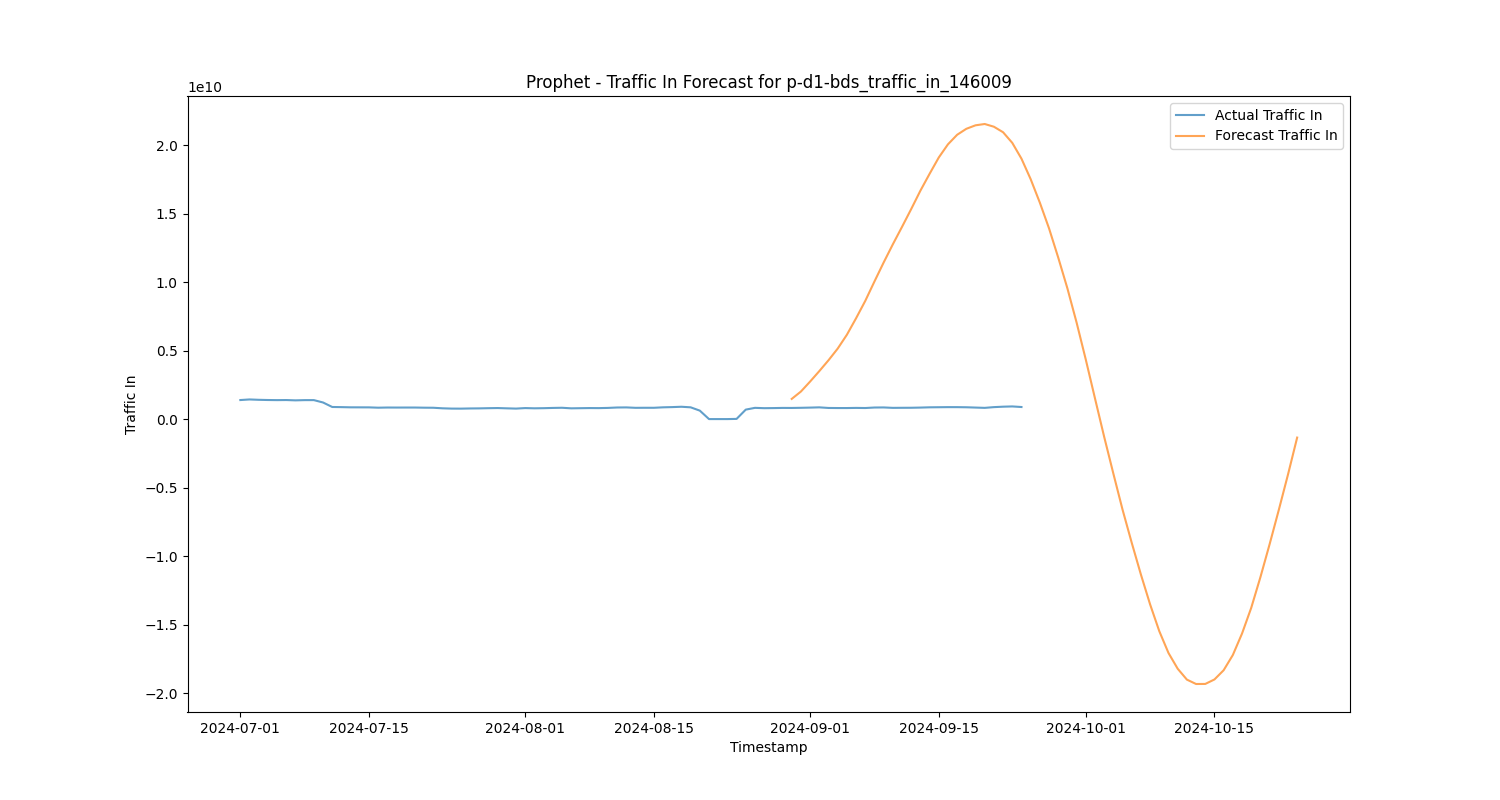 Prophet - Traffic In Forecast for p-d1-bds_traffic_in_146009
1e10
Actual Traffic In
Forecast Traffic In
2.0
1.5
1.0
0.5
0.0
−0.5
−1.0
−1.5
−2.0
Traffic In
2024-07-01 2024-07-15 2024-08-01 2024-08-15 2024-09-01 2024-09-15 2024-10-01 2024-10-15
Timestamp